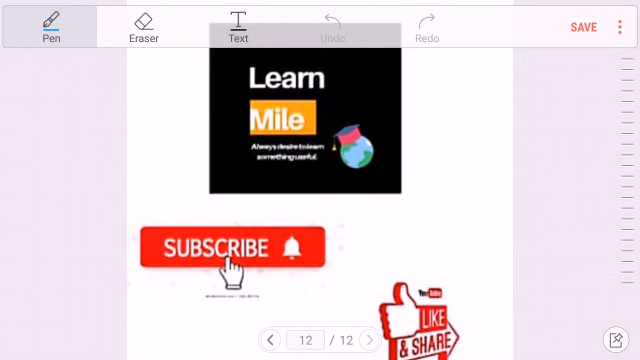 Pen
Eraser
Text
Undo
Redo
SAVE
Learn
Mile
Always desire to learn
something useful.
SUBSCRIBE
YouTube
LIKE
& SHARE
12 / 12